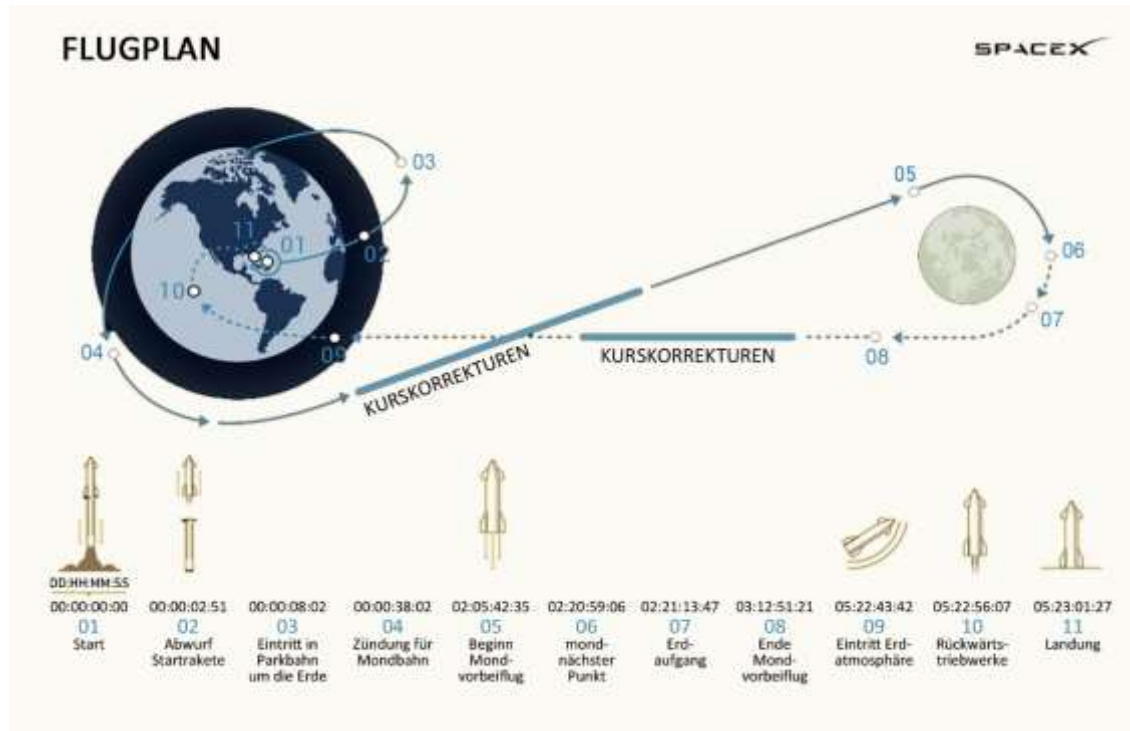 FLUGPLAN
SPACEX
03
05
11
01
02
06
10
07
04
09
08
KURSKORREKTUREN
KURSKORREKTUREN
DD:HH:MM:SS
00:00:00:00
01
Start
00:00:02:51
02
Abwurf
Startrakete
00:00:08:02
03
Eintritt in
Parkbahn
um die Erde
00:00:38:02
04
Zündung für
Mondbahn
02:05:42:35
05
Beginn
Mond-
vorbeiflug
02:20:59:06
06
mond-
nächster
Punkt
02:21:13:47
07
Erd-
aufgang
03:12:51:21
08
Ende
Mond-
vorbeiflug
05:22:43:42
09
Eintritt Erd-
atmosphäre
05:22:56:07
10
Rückwärts-
triebwerke
05:23:01:27
11
Landung